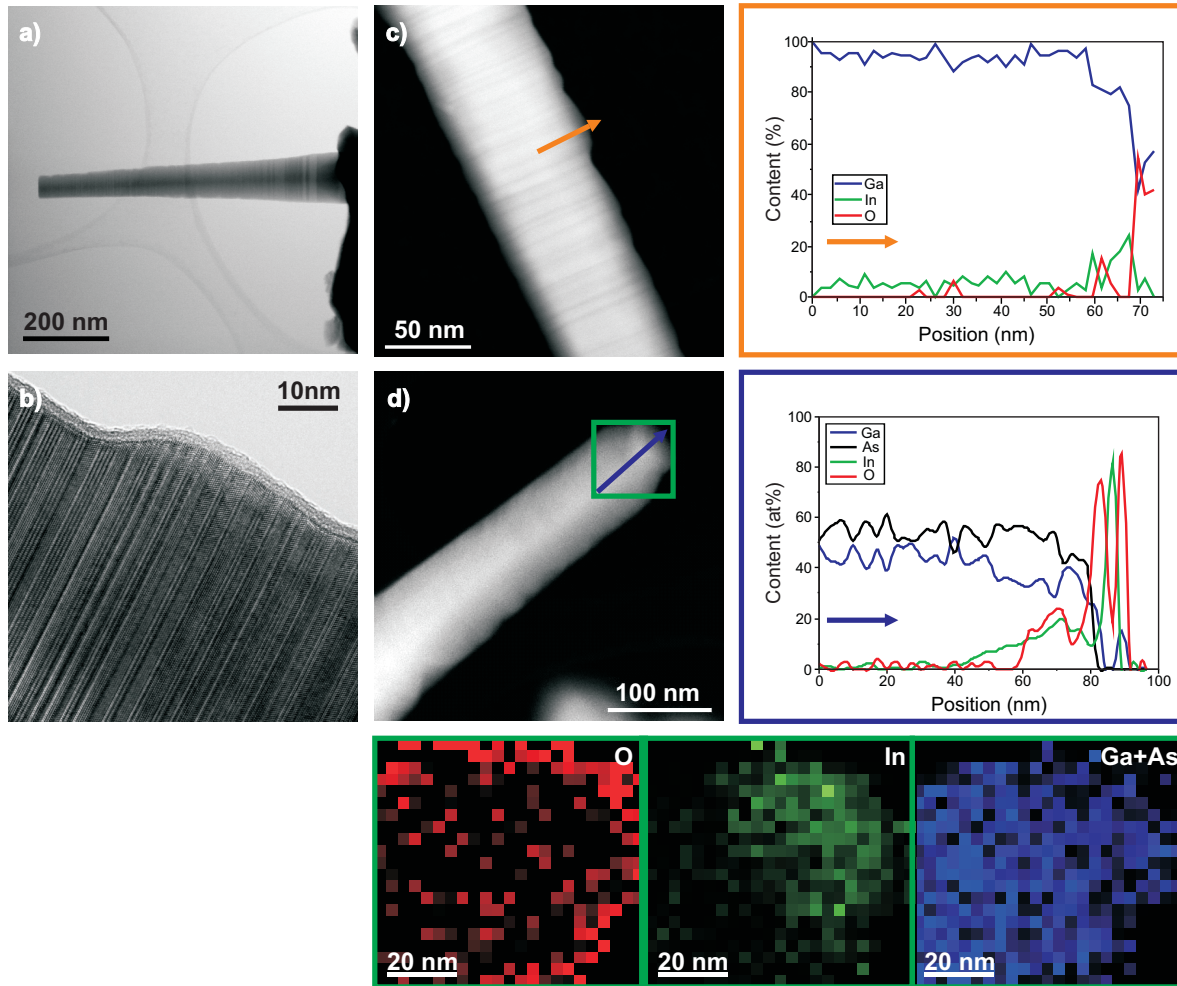 a)
200 nm
b)
10nm
c)
50 nm
d)
100 nm
100
80
60
40
20
0
Content (%)
Ga
In
O
0 10 20 30 40 50 60 70
Position (nm)
100
80
60
40
20
0
Content (at%)
Ga
As
In
O
0 20 40 60 80 100
Position (nm)
O
20 nm
In
20 nm
Ga+As
20 nm